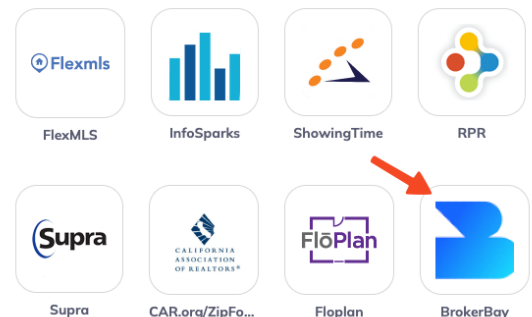 Flexmls
FlexMLS
InfoSparks
ShowingTime
RPR
Supra
CALIFORNIA
ASSOCIATION
OF REALTORS®
FlōPlan
Supra
CAR.org/ZipFo...
Floplan
BrokerBay